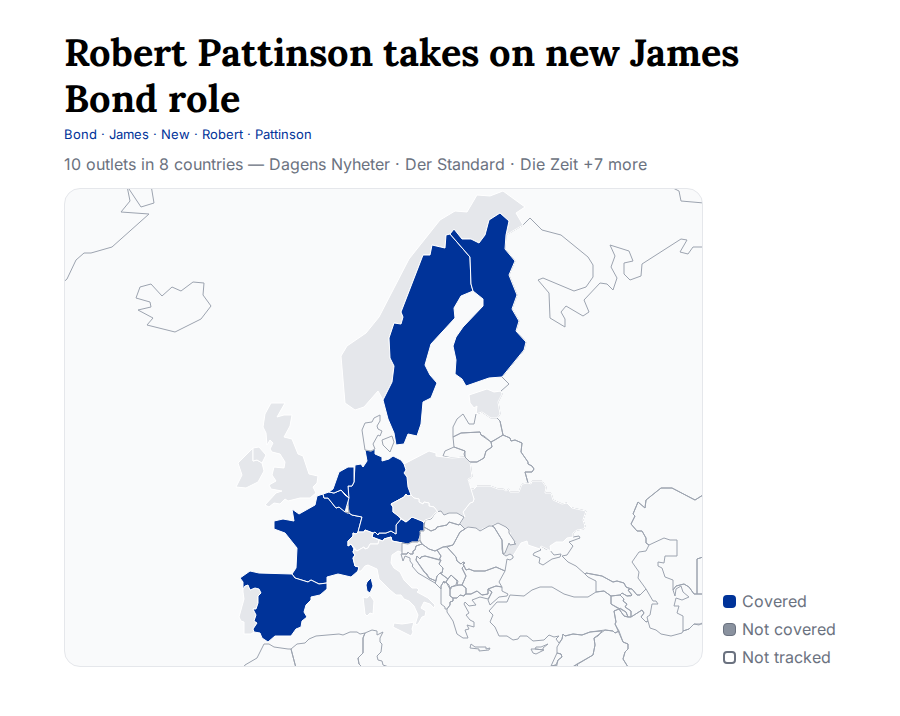 Robert Pattinson takes on new James
Bond role
Bond · James · New · Robert · Pattinson
10 outlets in 8 countries — Dagens Nyheter · Der Standard · Die Zeit +7 more
Covered
Not covered
Not tracked